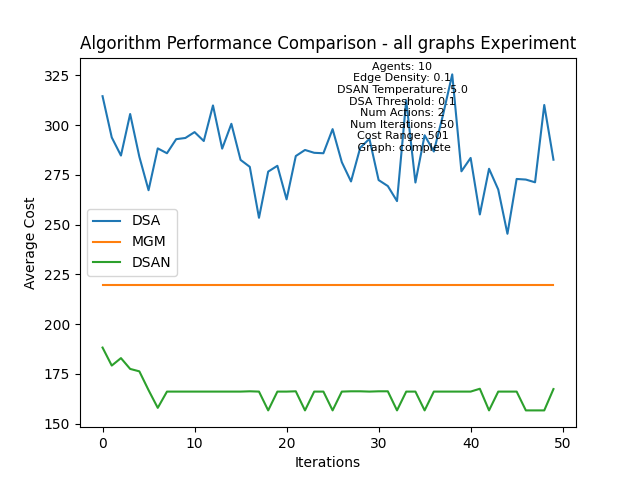 Algorithm Performance Comparison - all graphs Experiment
Agents: 10
Edge Density: 0.1
DSAN Temperature: 5.0
DSA Threshold: 0.1
Num Actions: 2
Num Iterations: 50
Cost Range: 501
Graph: complete
325
300
275
250
225
200
175
150
Average Cost
DSA
MGM
DSAN
0
10
20
30
40
50
Iterations